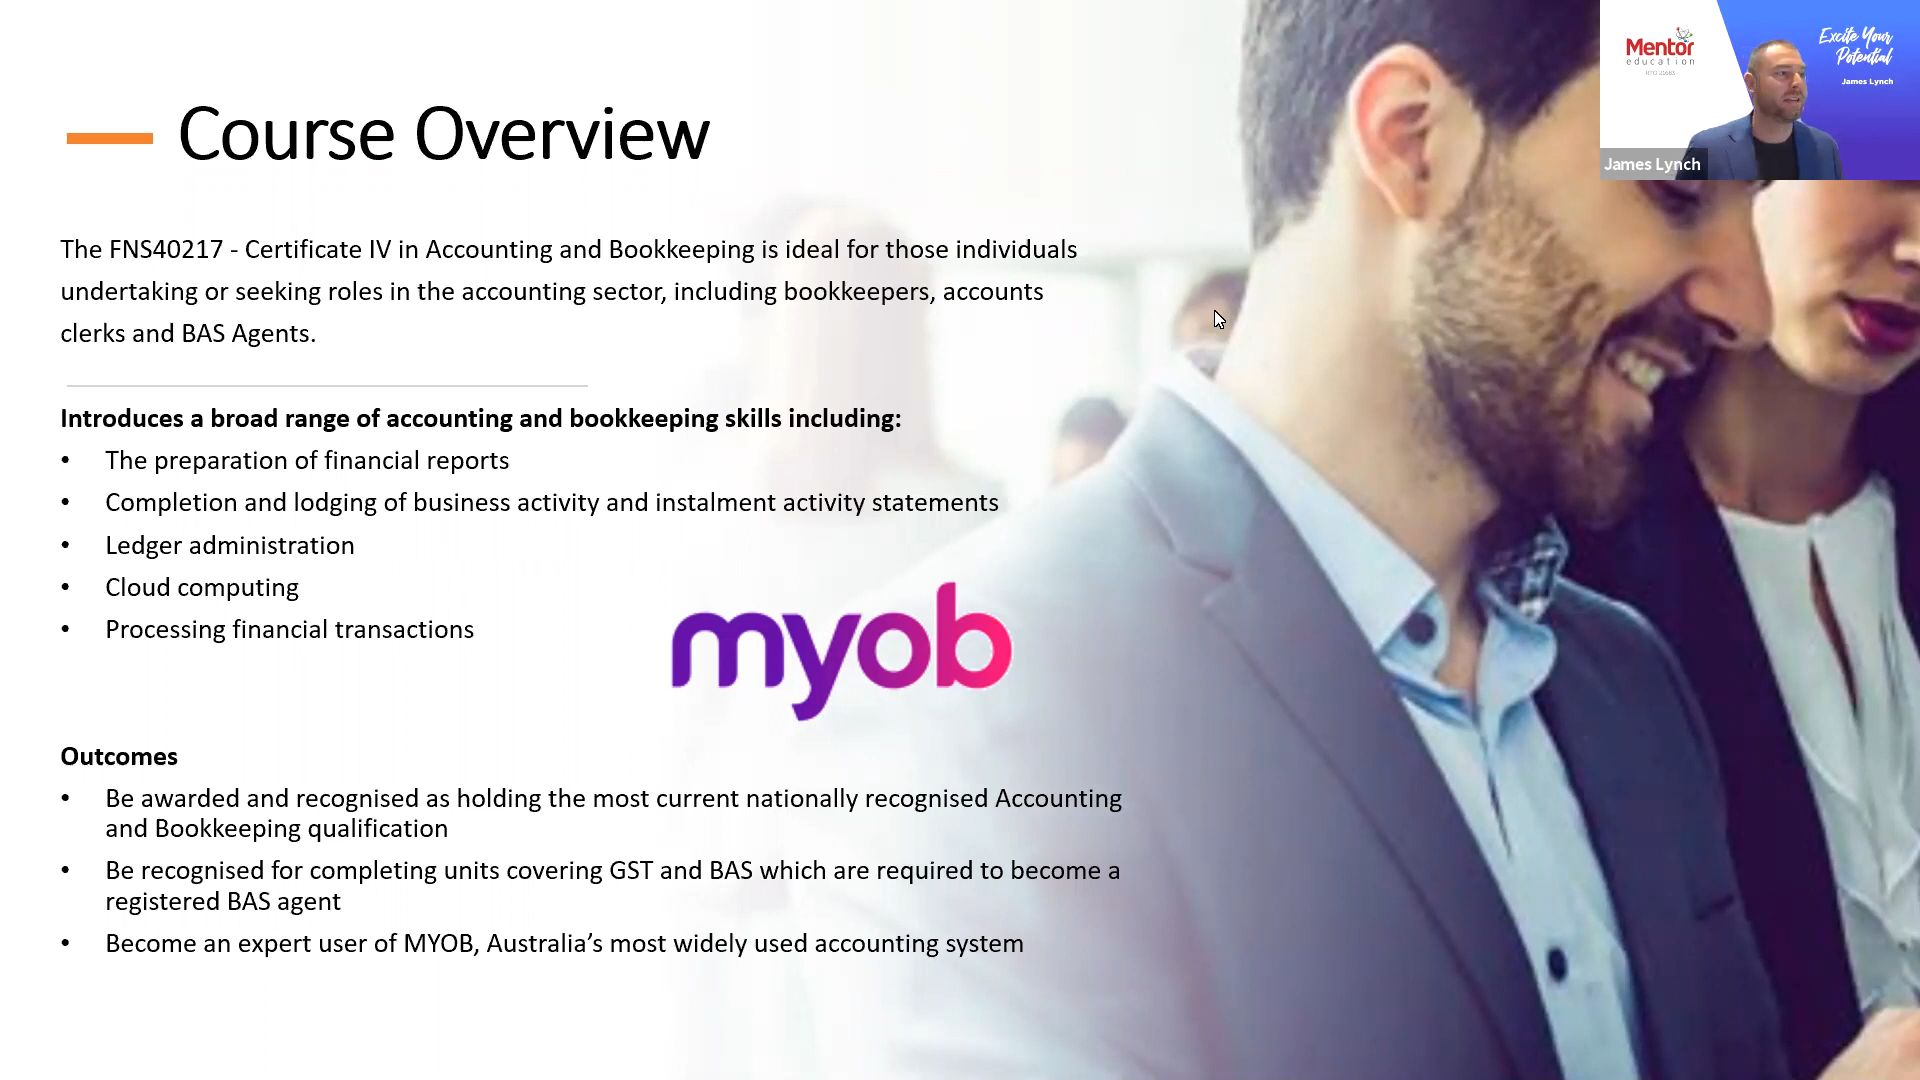 Course Overview
The FNS40217 - Certificate IV in Accounting and Bookkeeping is ideal for those individuals
undertaking or seeking roles in the accounting sector, including bookkeepers, accounts
clerks and BAS Agents.
Introduces a broad range of accounting and bookkeeping skills including:
• The preparation of financial reports
• Completion and lodging of business activity and instalment activity statements
• Ledger administration
• Cloud computing
• Processing financial transactions
myob
Outcomes
• Be awarded and recognised as holding the most current nationally recognised Accounting
and Bookkeeping qualification
• Be recognised for completing units covering GST and BAS which are required to become a
registered BAS agent
• Become an expert user of MYOB, Australia’s most widely used accounting system
Mentor
education
Excite Your
Potential
James Lynch
James Lynch